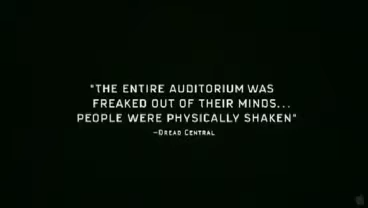 "THE ENTIRE AUDITORIUM WAS
FREAKED OUT OF THEIR MINDS...
PEOPLE WERE PHYSICALLY SHAKEN"
-DREAD CENTRAL